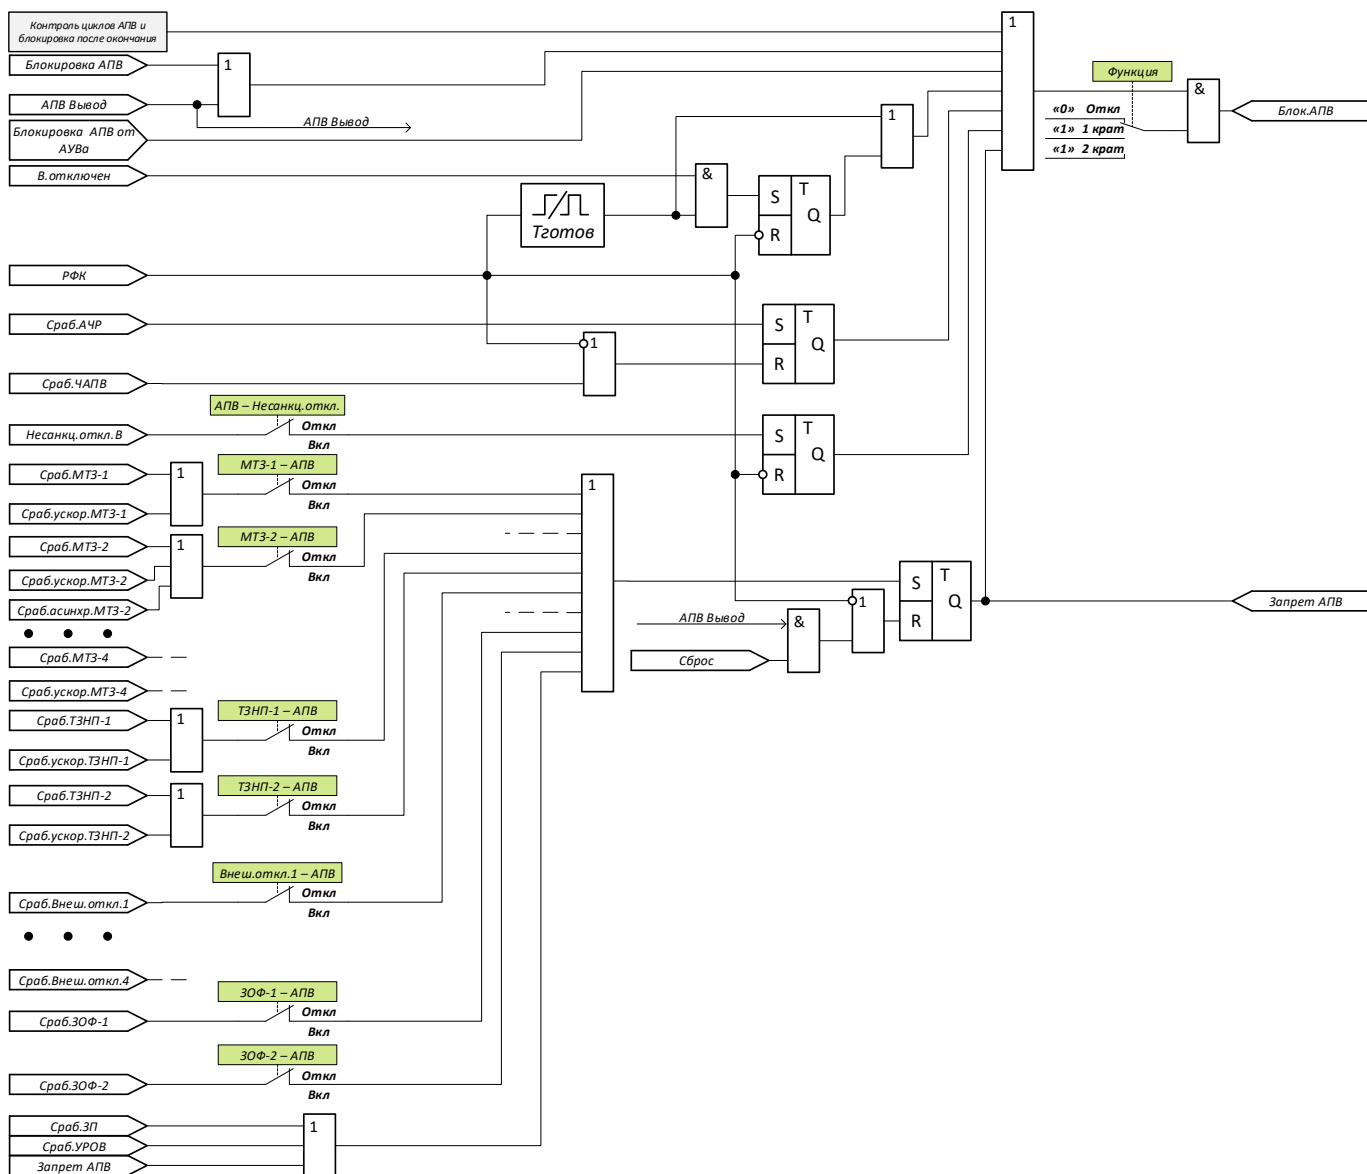 Контроль циклов АПВ и
блокировка после окончания
1
Блокировка АПВ
1
Функция
&
АПВ Вывод
АПВ Вывод
«0» Откл
Блок.АПВ
1
Блокировка АПВ от
АУВа
«1» 1 крат
«1» 2 крат
В.отключен
&
S
T
Q
R
Tготов
РФК
Сраб.АЧР
S
T
Q
R
1
Сраб.ЧАПВ
АПВ – Несанкц.откл.
Откл
Несанкц.откл.В
Вкл
S
T
Q
R
МТЗ-1 – АПВ
Сраб.МТЗ-1
1
Откл
Вкл
1
Сраб.ускор.МТЗ-1
МТЗ-2 – АПВ
Сраб.МТЗ-2
1
Откл
Вкл
Сраб.ускор.МТЗ-2
Сраб.асинхр.МТЗ-2
S
T
Q
R
1
Запрет АПВ
АПВ Вывод
&
Сброс
Сраб.МТЗ-4
Сраб.ускор.МТЗ-4
ТЗНП-1 – АПВ
Сраб.ТЗНП-1
1
Откл
Вкл
Сраб.ускор.ТЗНП-1
ТЗНП-2 – АПВ
Сраб.ТЗНП-2
1
Откл
Вкл
Сраб.ускор.ТЗНП-2
Внеш.откл.1 – АПВ
Откл
Сраб.Внеш.откл.1
Вкл
Сраб.Внеш.откл.4
ЗОФ-1 – АПВ
Откл
Сраб.ЗОФ-1
Вкл
ЗОФ-2 – АПВ
Откл
Сраб.ЗОФ-2
Вкл
Сраб.ЗП
1
Сраб.УРОВ
Запрет АПВ